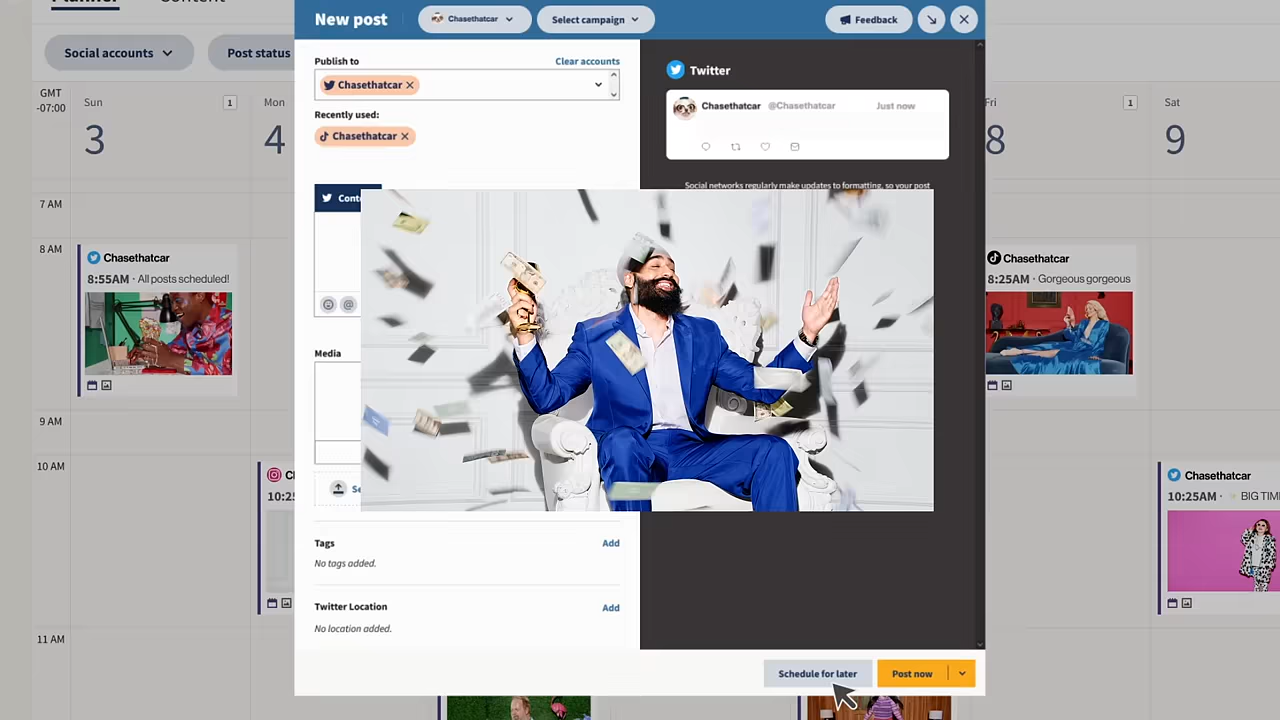 Planner
Content
Social accounts
Post status
GMT
-07:00
Sun
1
Mon
3
4
7 AM
8 AM
Chasethatcar
8:55AM · All posts scheduled!
9 AM
10 AM
10:25
11 AM
New post
Chasethatcar
Select campaign
Feedback
Publish to
Clear accounts
Chasethatcar
Recently used:
Chasethatcar
Media
Tags
Add
No tags added.
Twitter Location
Add
No location added.
Twitter
Chasethatcar @Chasethatcar Just now
Social networks regularly make updates to formatting, so your post
Schedule for later
Post now
Fri
1
Sat
8
9
Chasethatcar
8:25AM · Gorgeous gorgeous
Chasethatcar
10:25AM · BIG TIM